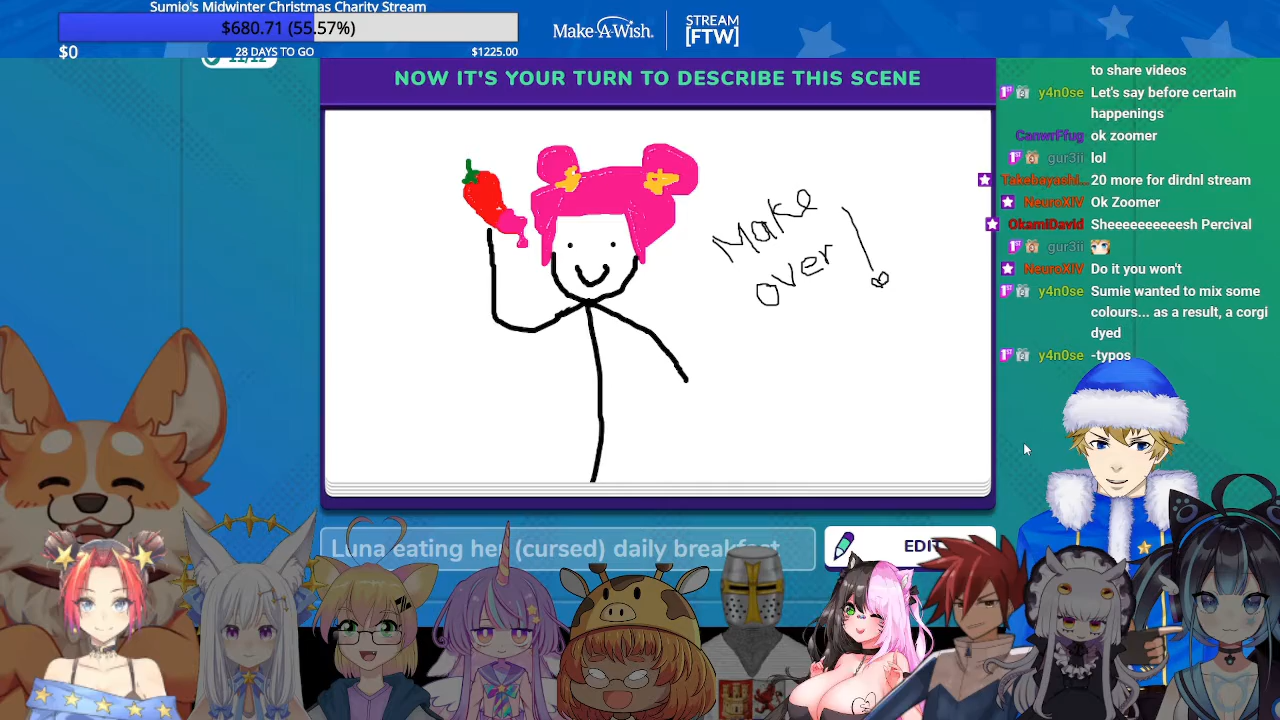 Sumio's Midwinter Christmas Charity Stream
$680.71 (55.57%)
$0
28 DAYS TO GO
$1225.00
Make-A-Wish.
STREAM
[FTW]
11/12
NOW IT'S YOUR TURN TO DESCRIBE THIS SCENE
Make
over!
Luna eating her (cursed) daily breakfast
EDIT
to share videos
y4n0se Let's say before certain
happenings
CanwrFfug ok zoomer
gur3ii lol
Takebayashi... 20 more for dirdnl stream
NeuroXIV Ok Zoomer
OkamiDavid Sheeeeeeeeesh Percival
gur3ii
NeuroXIV Do it you won't
y4n0se Sumie wanted to mix some
colours... as a result, a corgi
dyed
y4n0se -typos